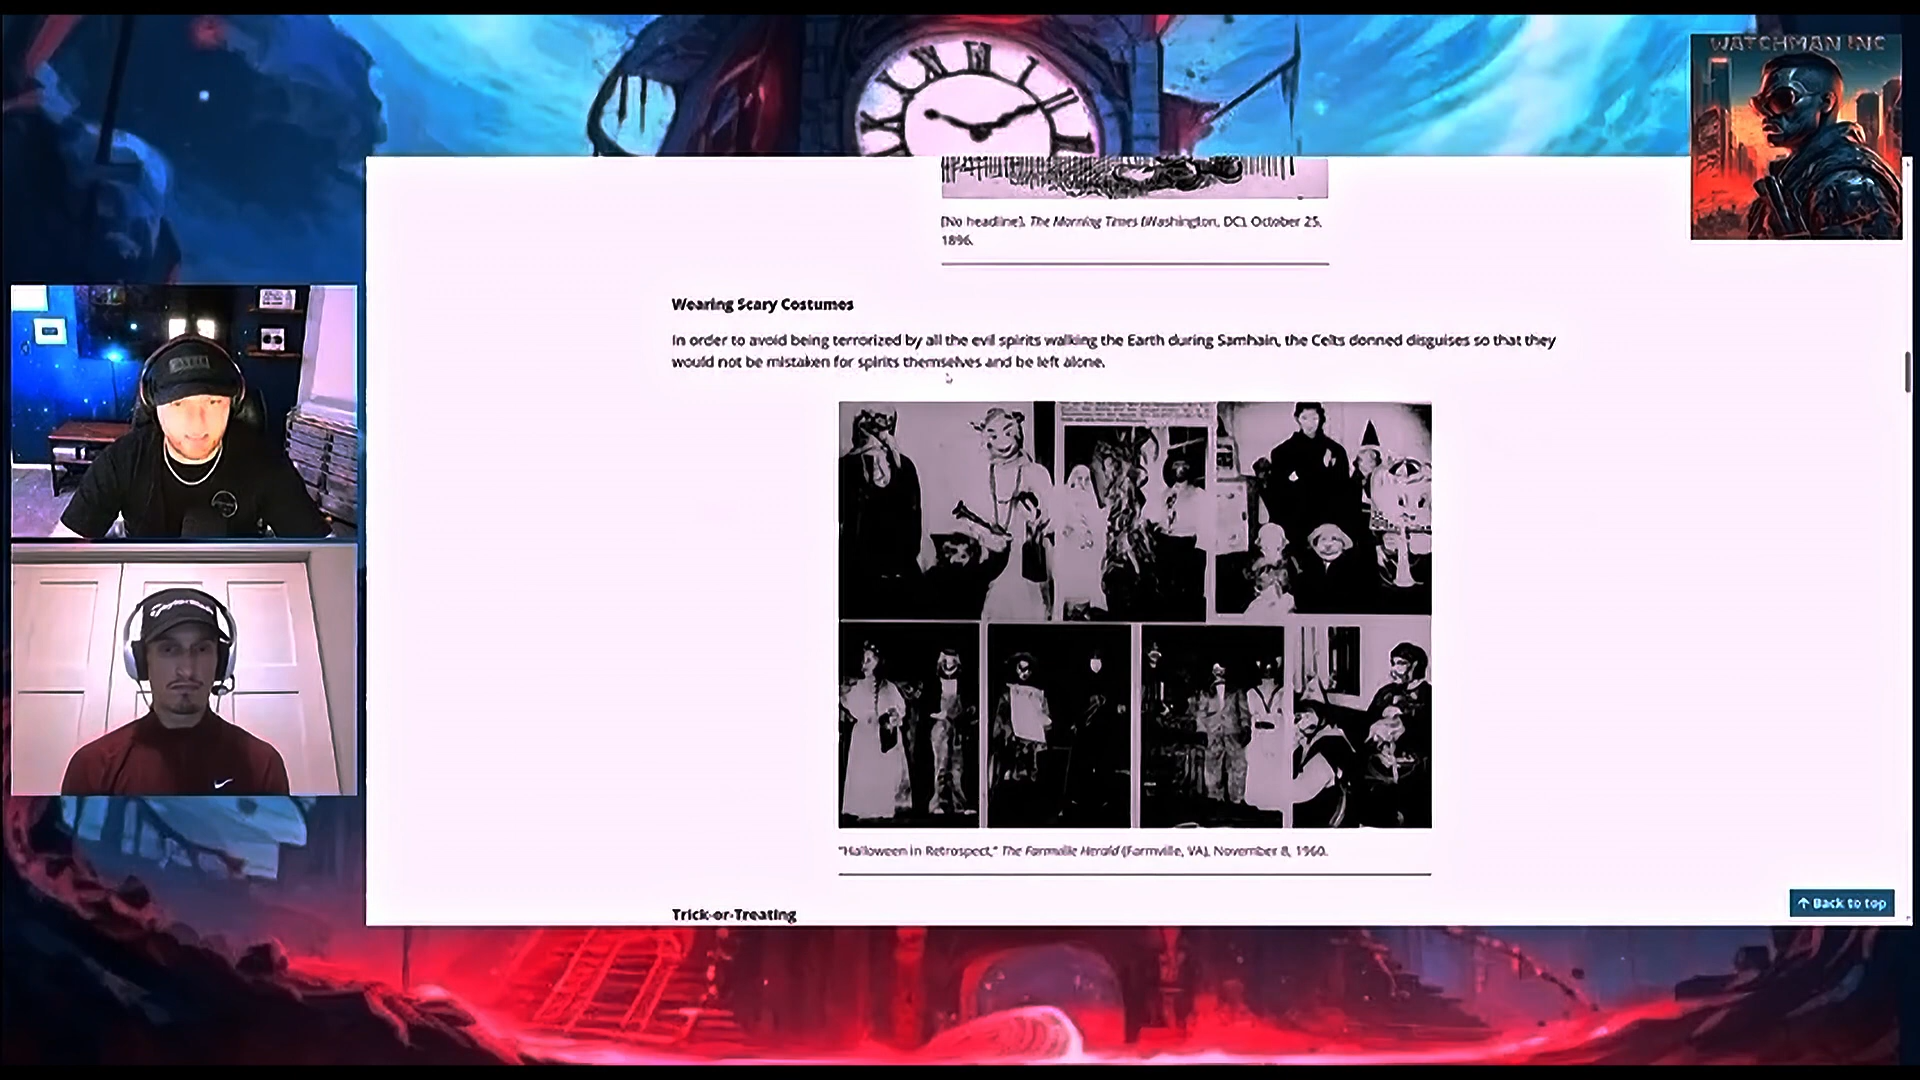 WATCHMAN INC
[No headline], The Morning Times (Washington, DC), October 25,
1896.
Wearing Scary Costumes
In order to avoid being terrorized by all the evil spirits walking the Earth during Samhain, the Celts donned disguises so that they
would not be mistaken for spirits themselves and be left alone.
TaylorMade
"Halloween in Retrospect," The Farmville Herald (Farmville, VA), November 8, 1960.
Trick-or-Treating
↑ Back to top